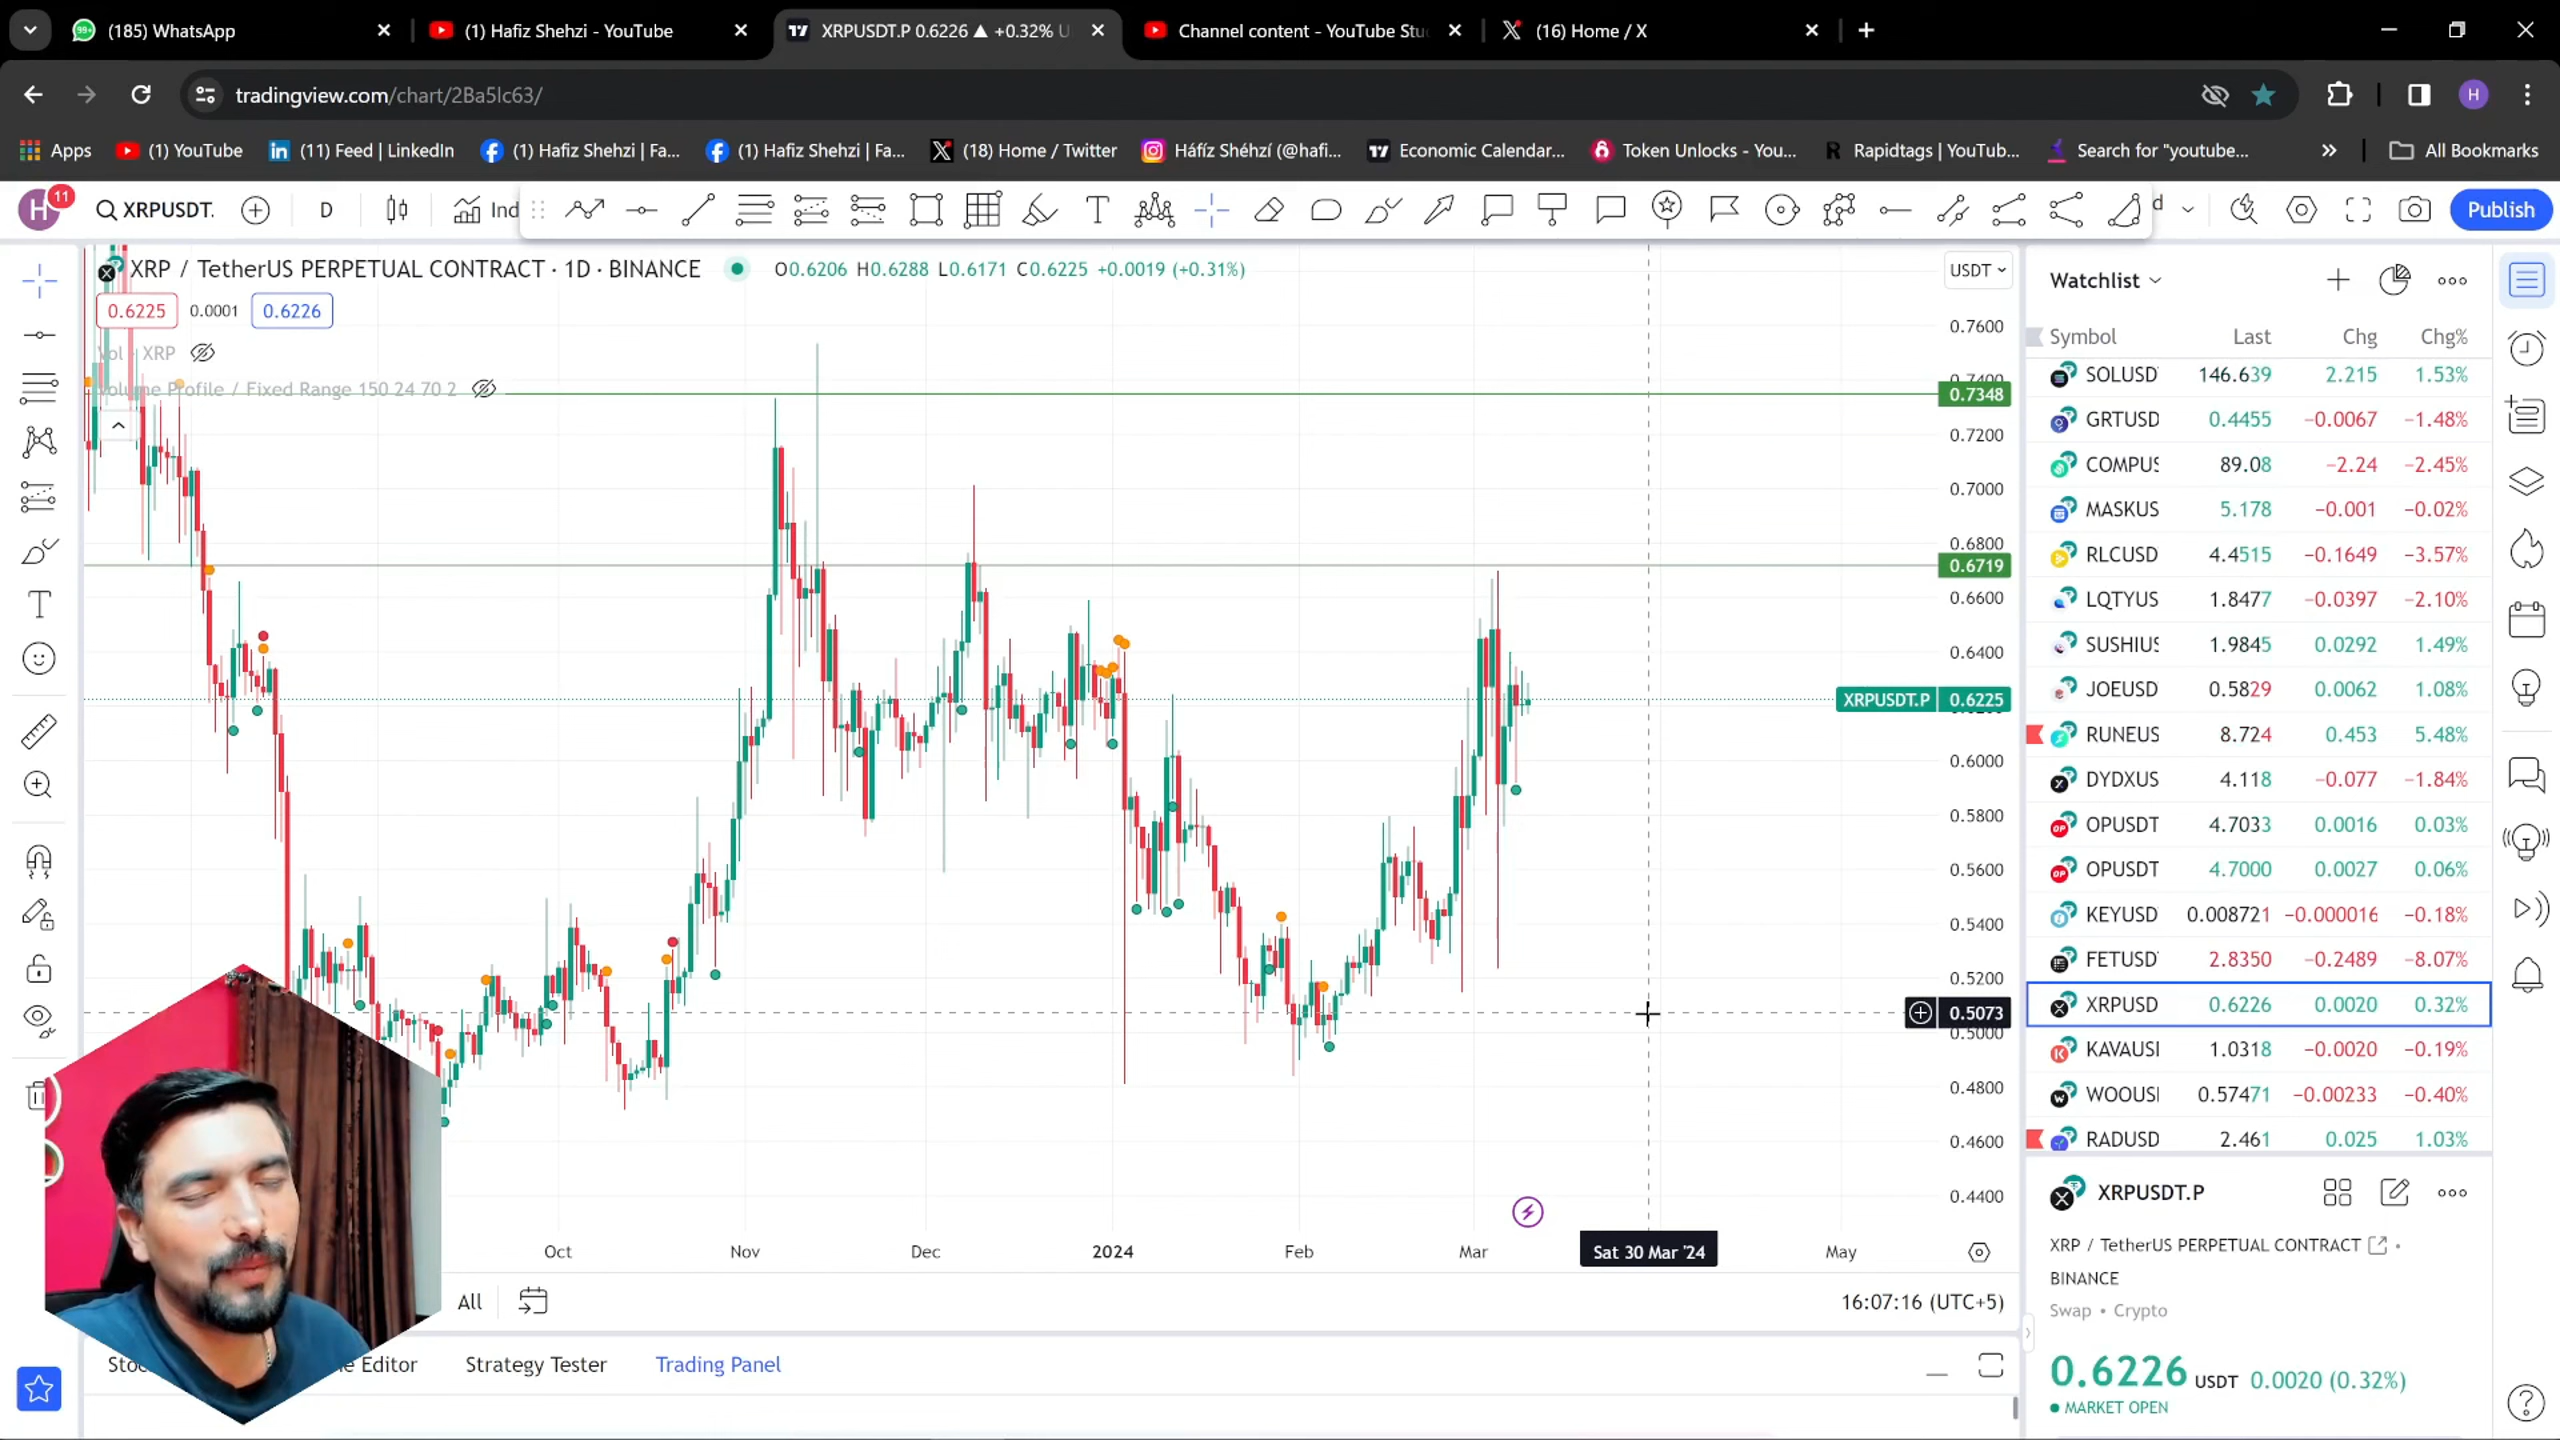 (185) WhatsApp
(1) Hafiz Shehzi - YouTube
XRPUSDT.P 0.6226 ▲ +0.32% U
Channel content - YouTube Stu
(16) Home / X
tradingview.com/chart/2Ba5lc63/
Apps
(1) YouTube
(11) Feed | LinkedIn
(1) Hafiz Shehzi | Fa...
(1) Hafiz Shehzi | Fa...
(18) Home / Twitter
Háfíz Shéhzí (@hafi...
Economic Calendar...
Token Unlocks - You...
Rapidtags | YouTub...
Search for "youtube...
All Bookmarks
H
11
XRPUSDT.
D
Ind
Publish
XRP / TetherUS PERPETUAL CONTRACT · 1D · BINANCE
O0.6206 H0.6288 L0.6171 C0.6225 +0.0019 (+0.31%)
0.6225 0.0001 0.6226
Vol · XRP
Volume Profile / Fixed Range 150 24 70 2
USDT
0.7600
0.7400
0.7348
0.7200
0.7000
0.6800
0.6719
0.6600
0.6400
XRPUSDT.P 0.6225
0.6000
0.5800
0.5600
0.5400
0.5200
0.5073
0.5000
0.4800
0.4600
0.4400
Oct Nov Dec 2024 Feb Mar Sat 30 Mar '24 May
All
16:07:16 (UTC+5)
Editor
Strategy Tester
Trading Panel
Watchlist
Symbol Last Chg Chg%
SOLUSD 146.639 2.215 1.53%
GRTUSD 0.4455 −0.0067 −1.48%
COMPUS 89.08 −2.24 −2.45%
MASKUS 5.178 −0.001 −0.02%
RLCUSD 4.4515 −0.1649 −3.57%
LQTYUS 1.8477 −0.0397 −2.10%
SUSHIUS 1.9845 0.0292 1.49%
JOEUSD 0.5829 0.0062 1.08%
RUNEUS 8.724 0.453 5.48%
DYDXUS 4.118 −0.077 −1.84%
OPUSDT 4.7033 0.0016 0.03%
OPUSDT 4.7000 0.0027 0.06%
KEYUSD 0.008721 −0.000016 −0.18%
FETUSD 2.8350 −0.2489 −8.07%
XRPUSD 0.6226 0.0020 0.32%
KAVAUS 1.0318 −0.0020 −0.19%
WOOUS 0.57471 −0.00233 −0.40%
RADUSD 2.461 0.025 1.03%
XRPUSDT.P
XRP / TetherUS PERPETUAL CONTRACT
BINANCE
Swap • Crypto
0.6226 USDT 0.0020 (0.32%)
MARKET OPEN